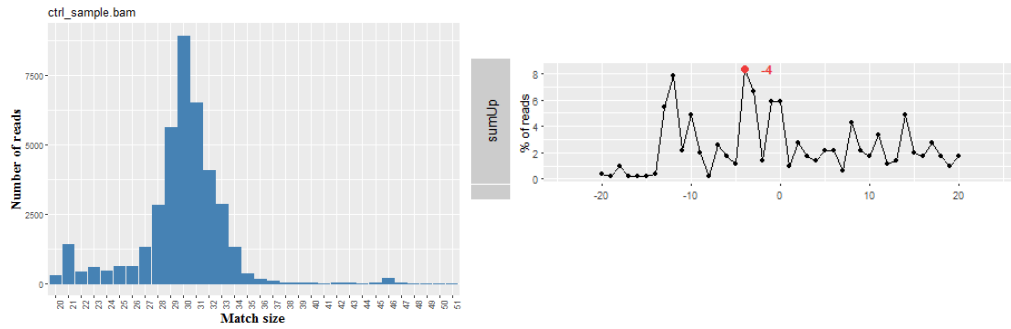 ctrl_sample.bam
Number of reads
7500
5000
2500
0
20 21 22 23 24 25 26 27 28 29 30 31 32 33 34 35 36 37 38 39 40 41 42 43 44 45 46 47 48 49 50 51
Match size
sumUp
% of reads
8
6
4
2
0
-4
-20 -10 0 10 20